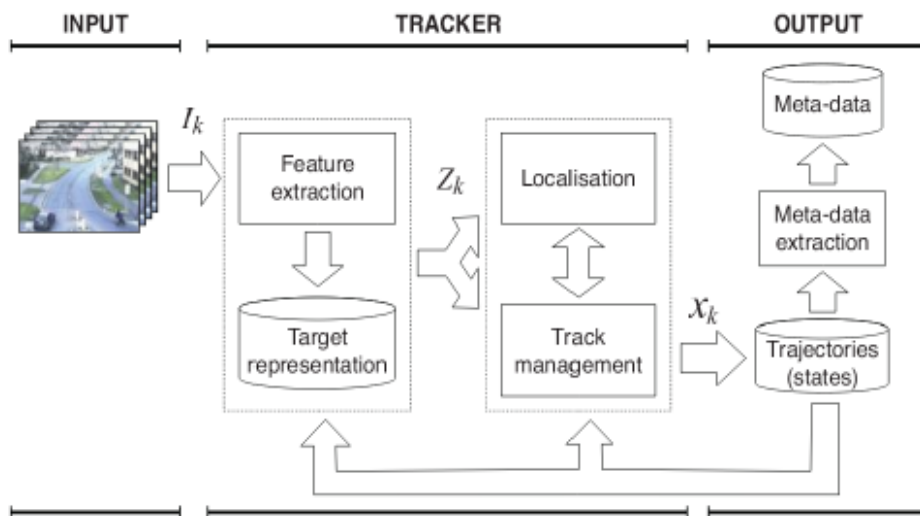 INPUT
TRACKER
OUTPUT
I_k
Feature
extraction
Target
representation
Z_k
Localisation
Track
management
x_k
Meta-data
Meta-data
extraction
Trajectories
(states)